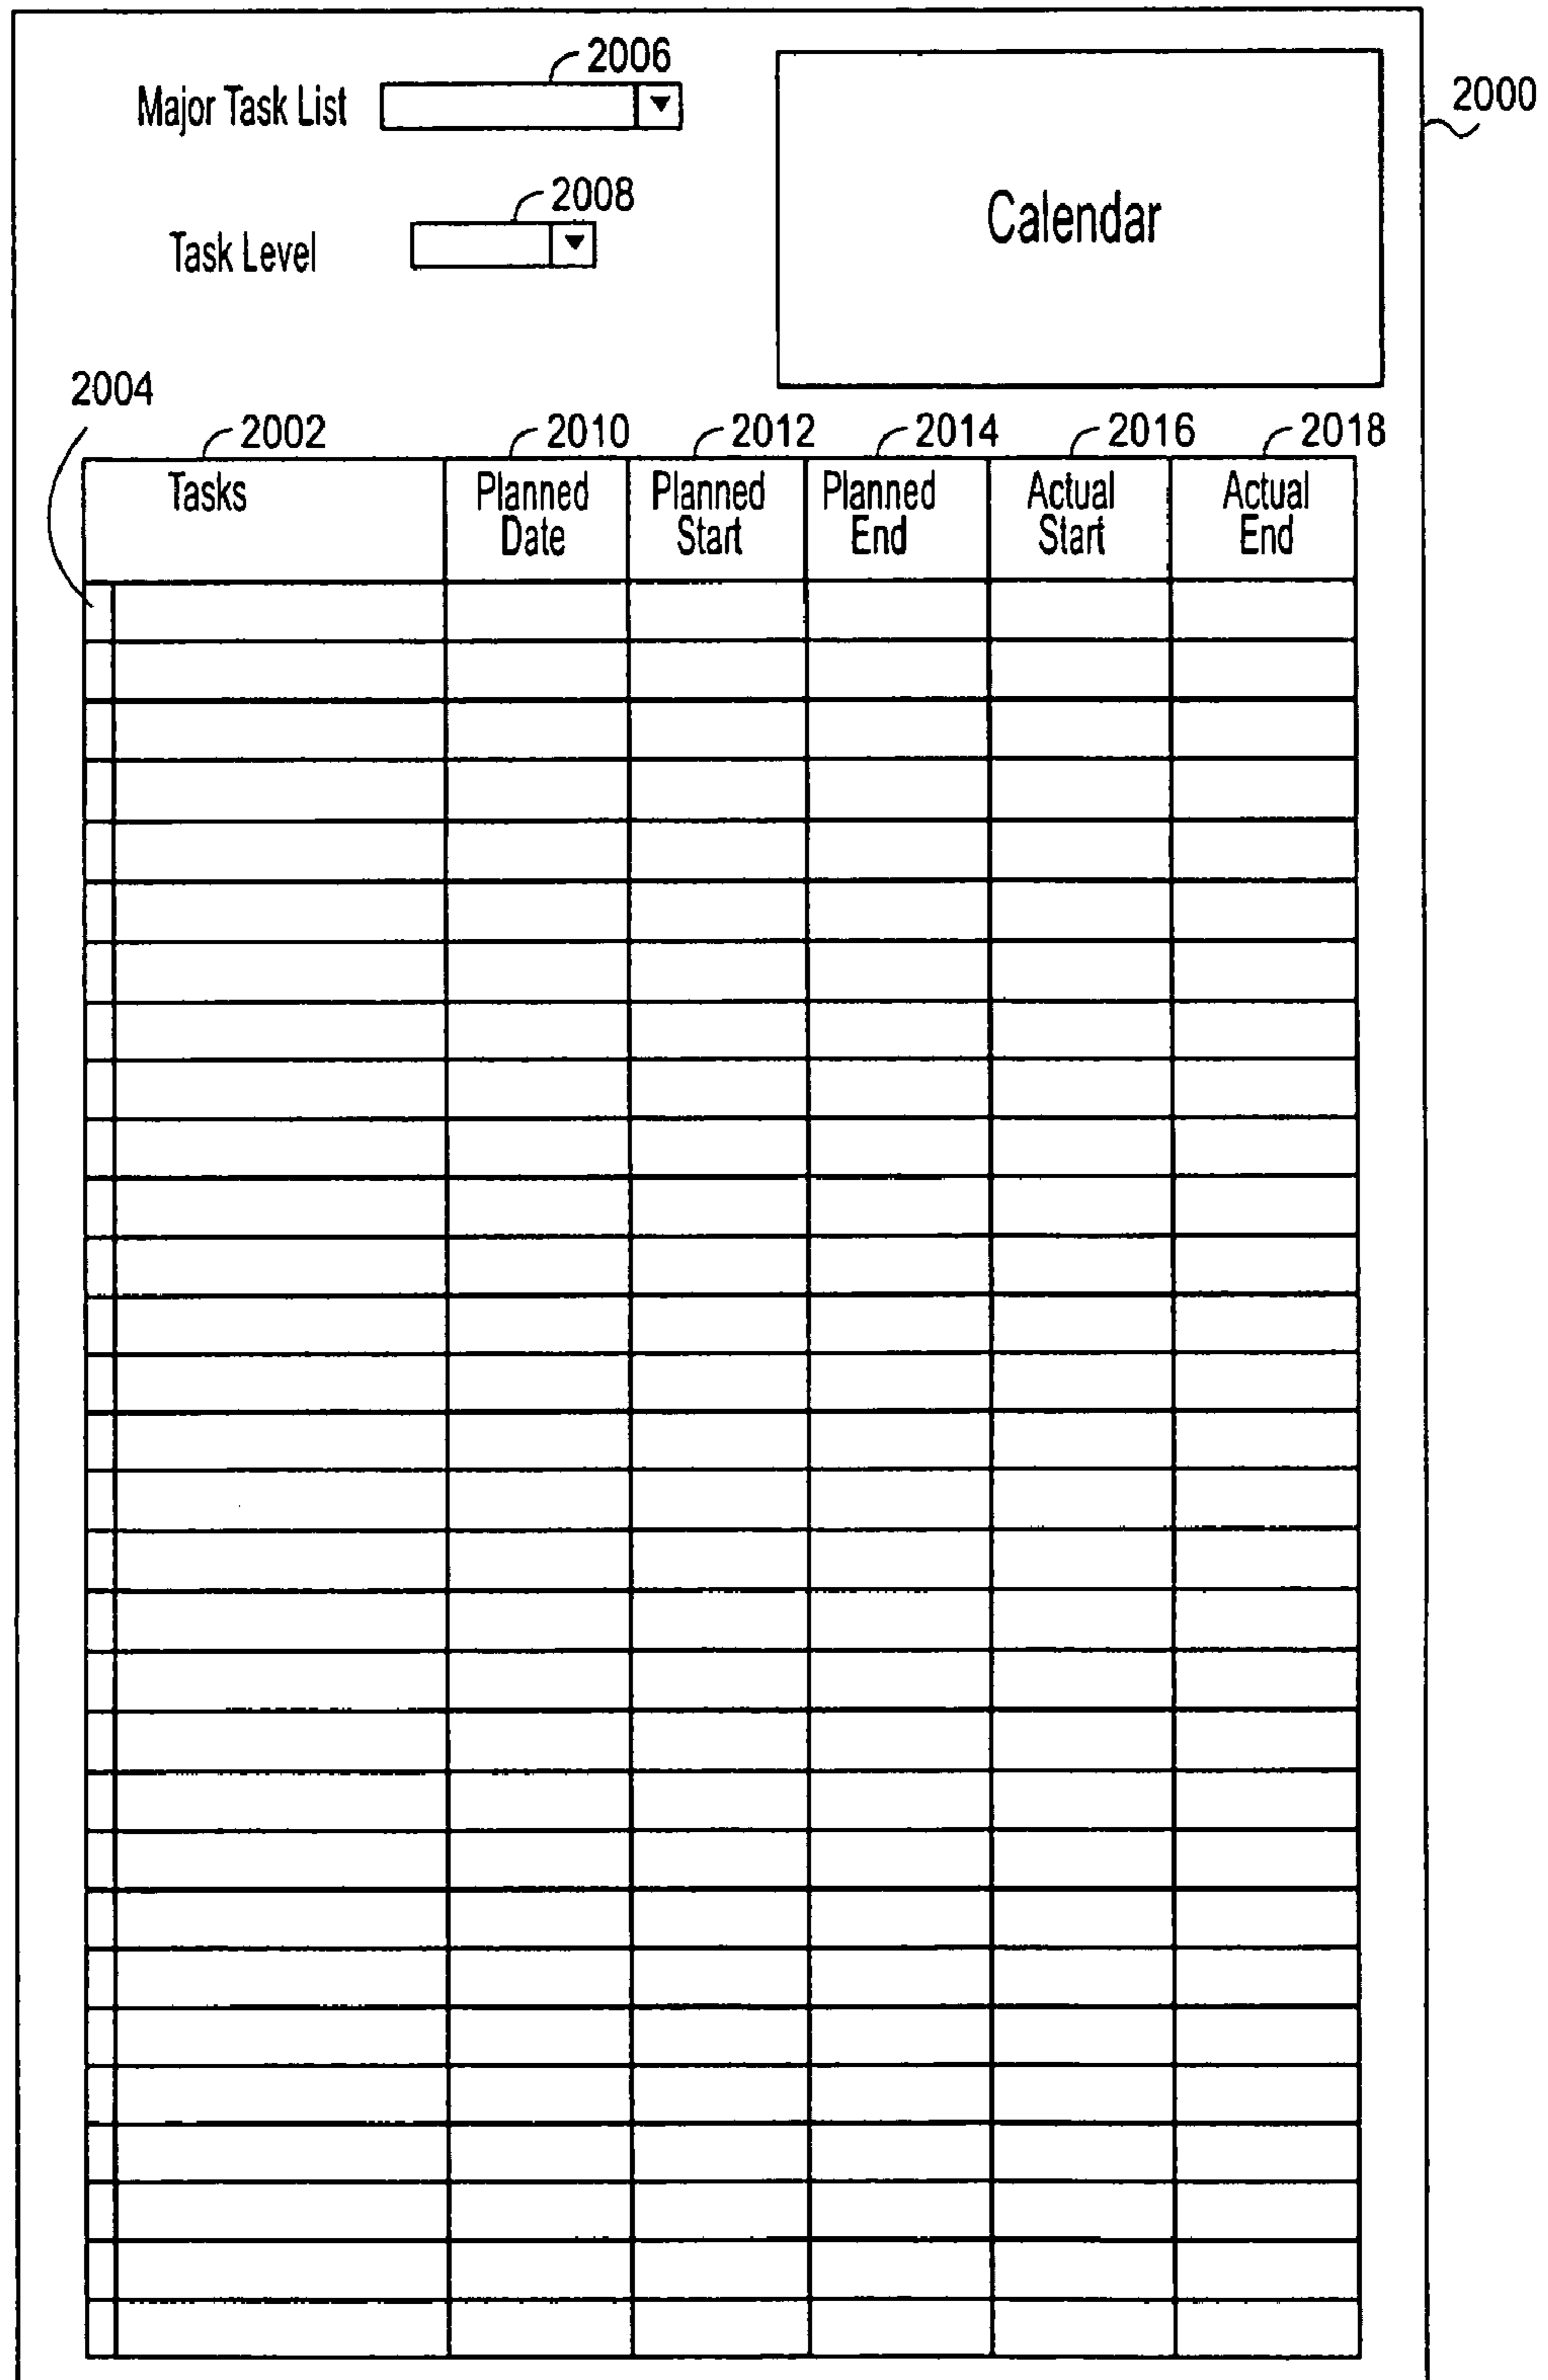 2006
Major Task List
2000
2008
Task Level
Calendar
2004
2002 2010 2012 2014 2016 2018
Tasks Planned Planned Planned Actual Actual
Date Start End Start End